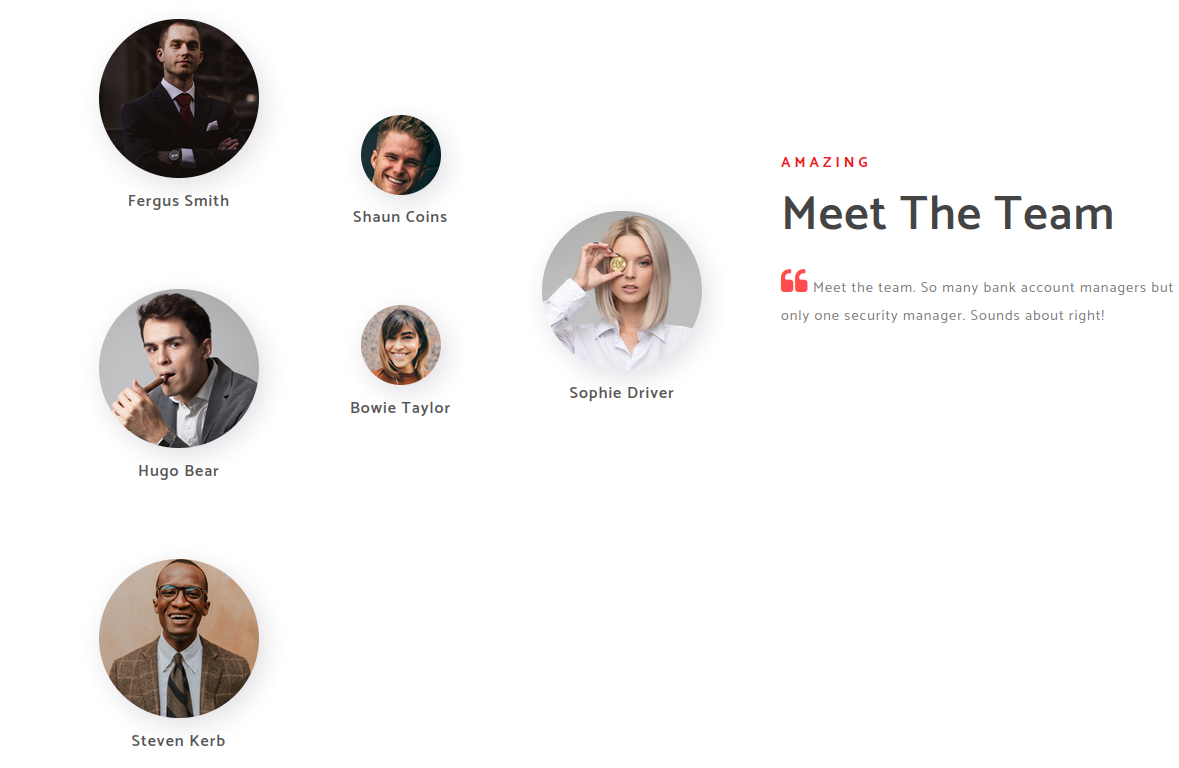 Fergus Smith
Shaun Coins
Sophie Driver
Hugo Bear
Bowie Taylor
Steven Kerb
AMAZING
Meet The Team
❝ Meet the team. So many bank account managers but
only one security manager. Sounds about right!